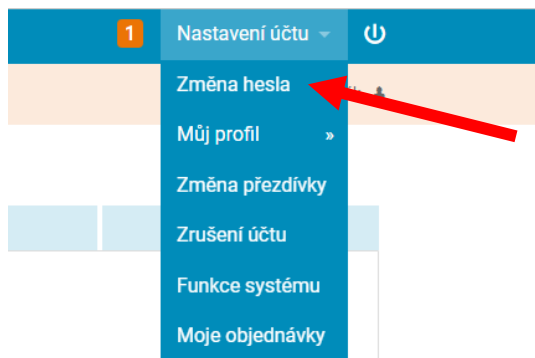 1 Nastavení účtu
Změna hesla
Můj profil »
Změna přezdívky
Zrušení účtu
Funkce systému
Moje objednávky